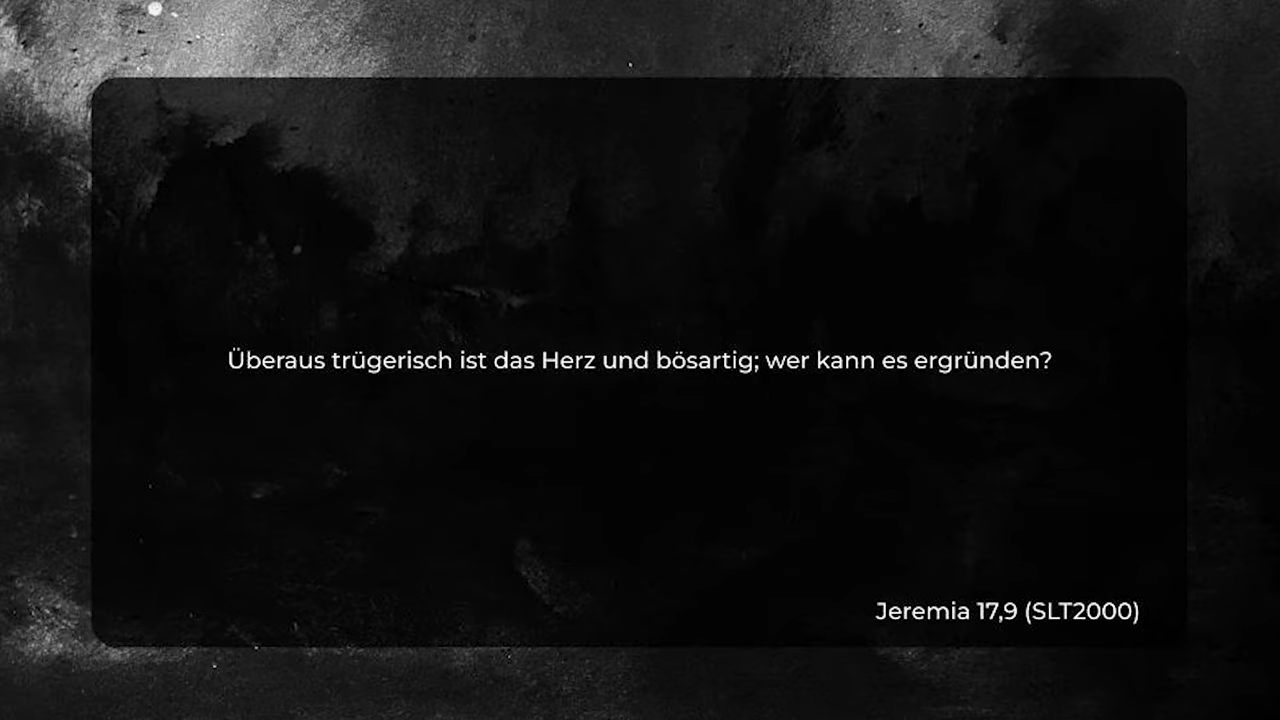 Überaus trügerisch ist das Herz und bösartig; wer kann es ergründen?
Jeremia 17,9 (SLT2000)